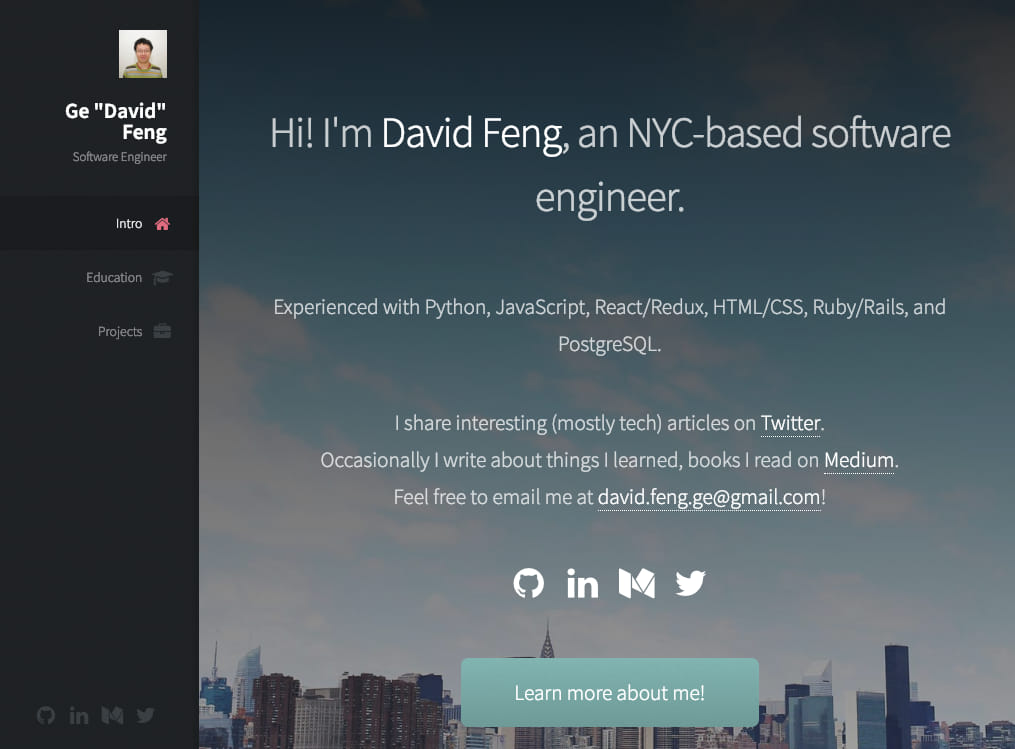 Ge "David"
Feng
Software Engineer
Intro
Education
Projects
Hi! I'm David Feng, an NYC-based software
engineer.
Experienced with Python, JavaScript, React/Redux, HTML/CSS, Ruby/Rails, and
PostgreSQL.
I share interesting (mostly tech) articles on Twitter.
Occasionally I write about things I learned, books I read on Medium.
Feel free to email me at david.feng.ge@gmail.com!
Learn more about me!